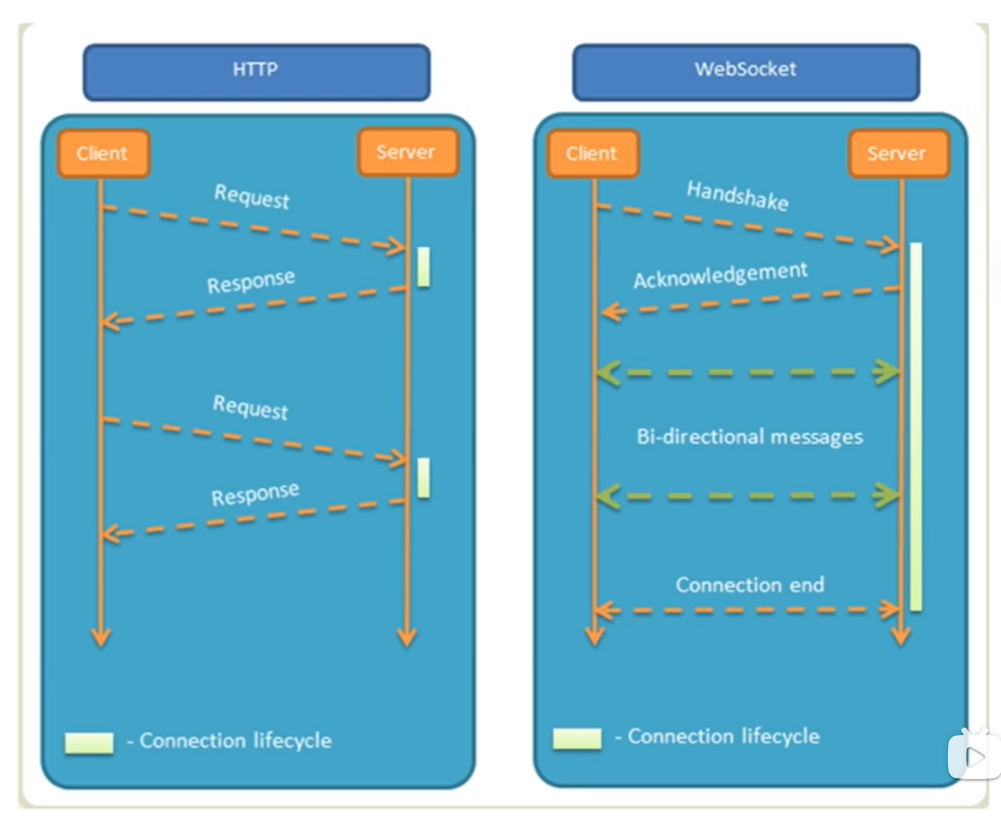 HTTP
Client
Server
Request
Response
Request
Response
- Connection lifecycle
WebSocket
Client
Server
Handshake
Acknowledgement
Bi-directional messages
Connection end
- Connection lifecycle